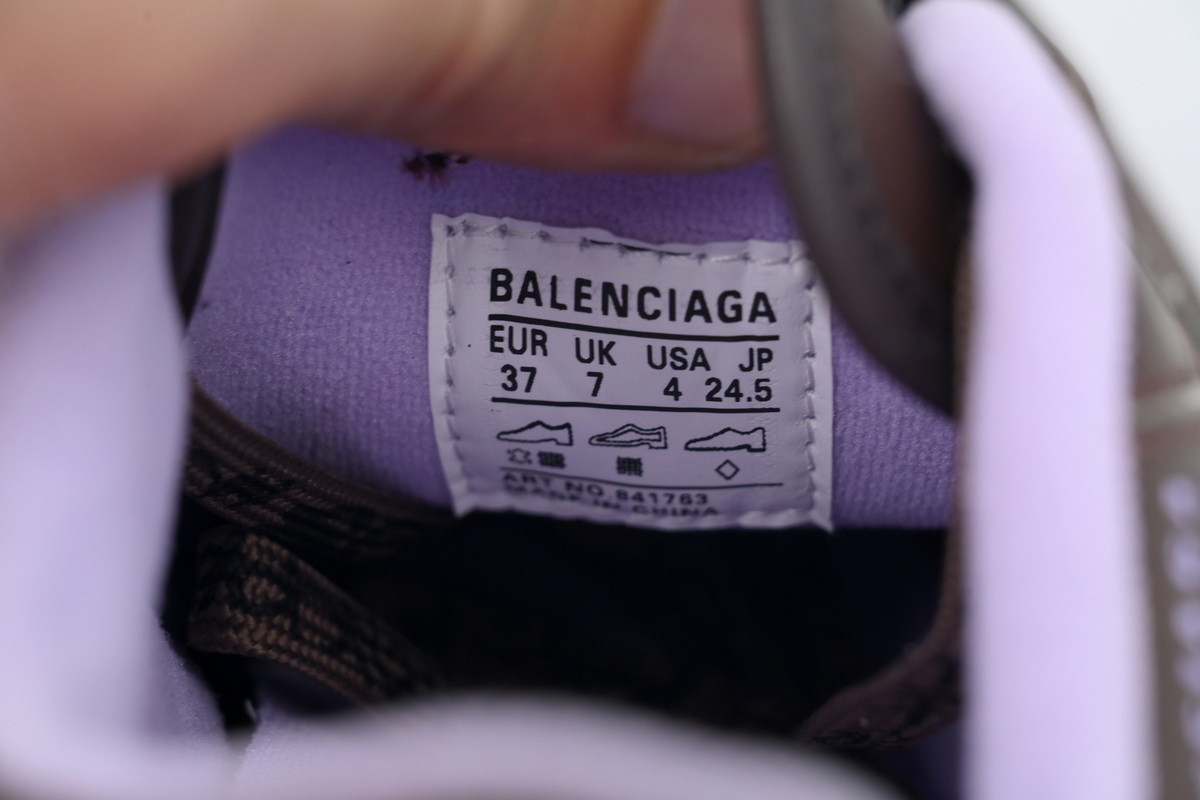 BALENCIAGA
EUR UK USA JP
37 7 4 24.5
ART NO 841763
MADE IN CHINA